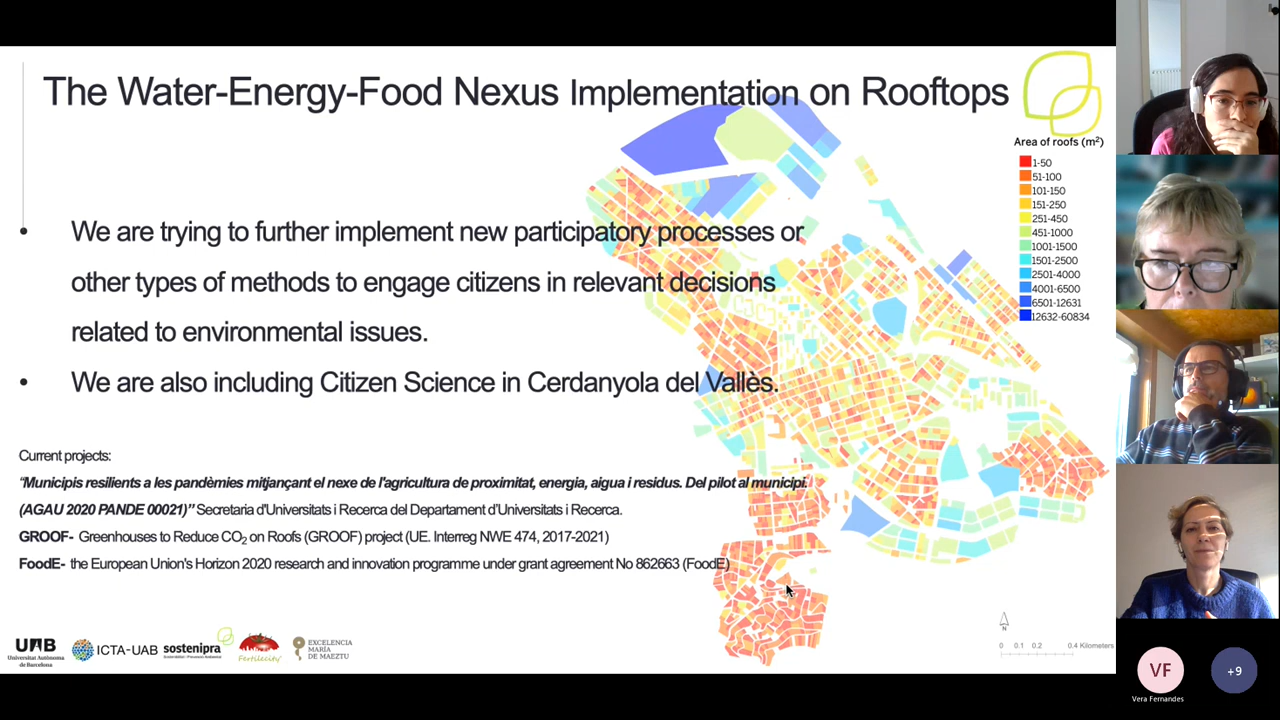 The Water-Energy-Food Nexus Implementation on Rooftops
Area of roofs (m²)
1-50
51-100
101-150
151-250
251-450
451-1000
1001-1500
1501-2500
2501-4000
4001-6500
6501-12631
12632-60834
• We are trying to further implement new participatory processes or
other types of methods to engage citizens in relevant decisions
related to environmental issues.
• We are also including Citizen Science in Cerdanyola del Vallès.
Current projects:
“Municipis resilients a les pandèmies mitjançant el nexe de l'agricultura de proximitat, energia, aigua i residus. Del pilot al municipi.
(AGAU 2020 PANDE 00021)” Secretaria d'Universitats i Recerca del Departament d'Universitats i Recerca.
GROOF- Greenhouses to Reduce CO₂ on Roofs (GROOF) project (UE. Interreg NWE 474, 2017-2021)
FoodE- the European Union's Horizon 2020 research and innovation programme under grant agreement No 862663 (FoodE)
N
0 0.1 0.2 0.4 Kilometers
UAB
Universitat Autònoma
de Barcelona
ICTA-UAB
sostenipra
Fertilecity
EXCELENCIA
MARÍA
DE MAEZTU
VF
Vera Fernandes
+9